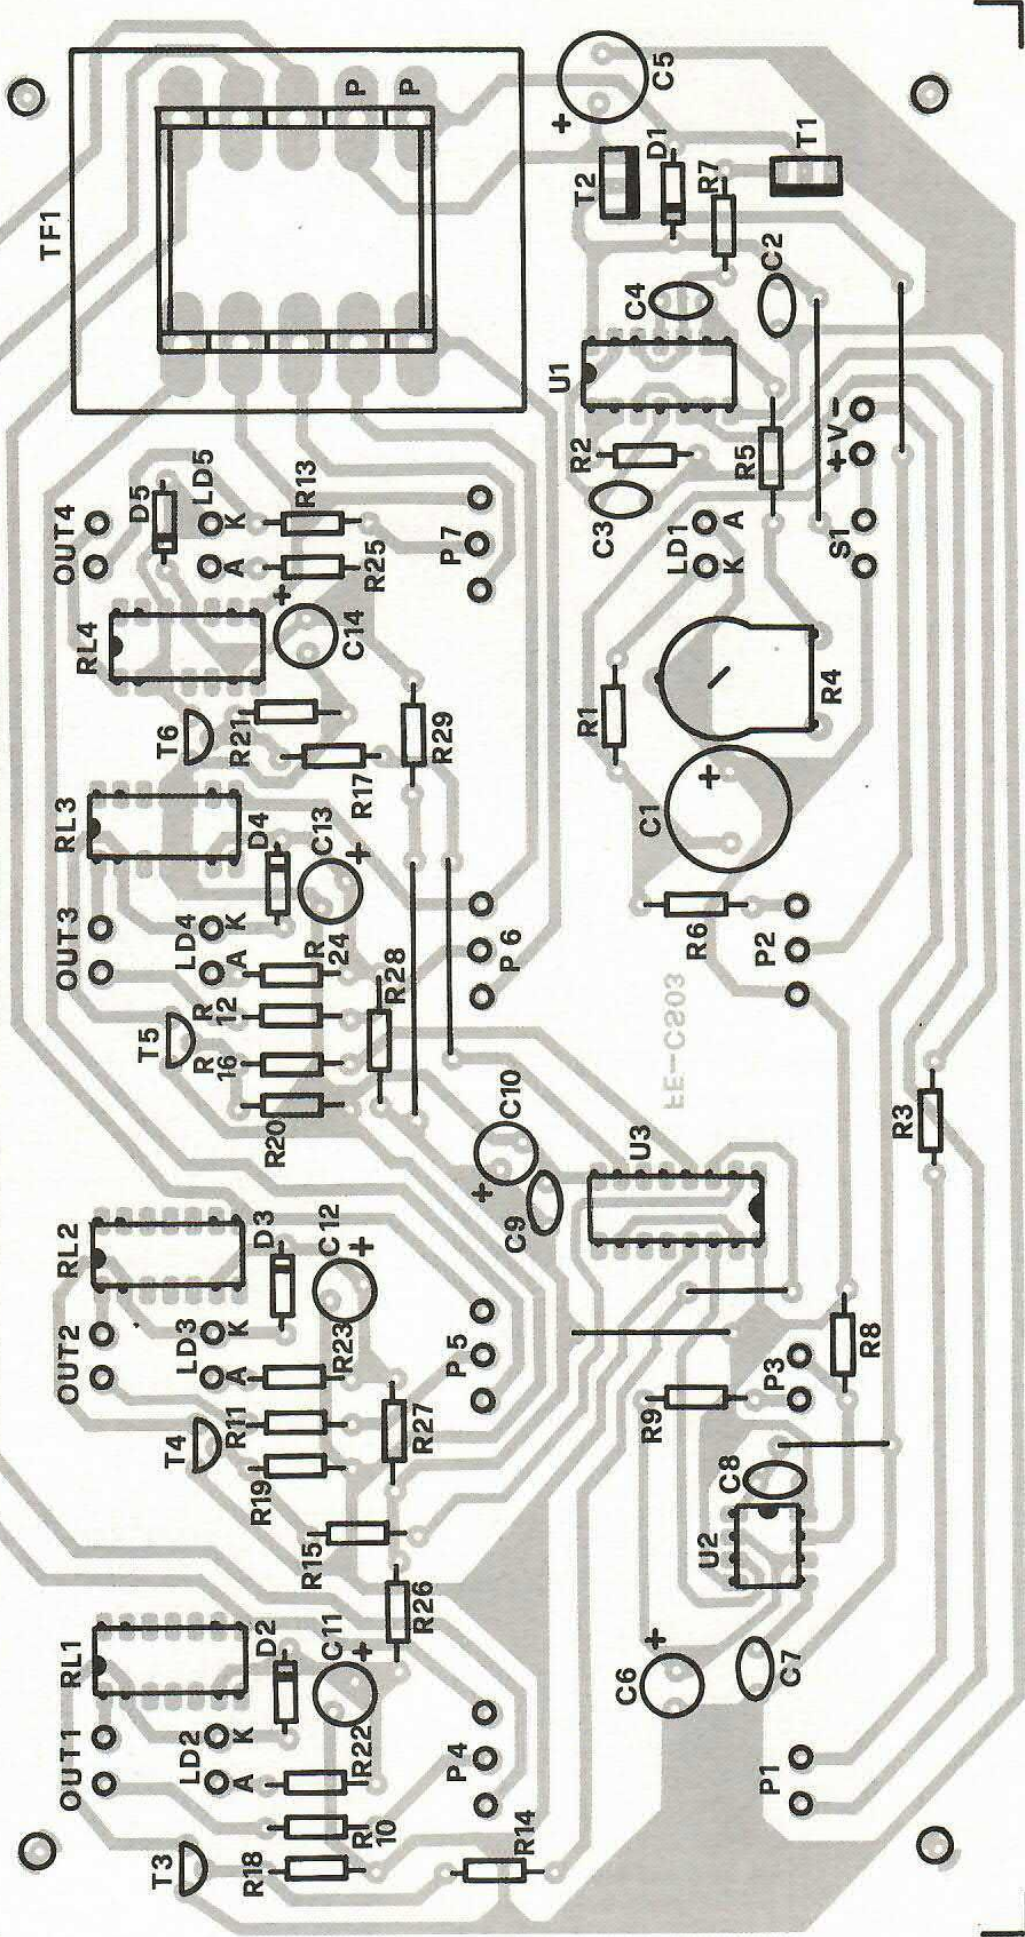 TF1
P
P
C5
+
T1
T2
D1
R7
C4
C2
U1
OUT4
D5
LD5
K
A
R13
R25
P7
R2
C3
R5
+V-
LD1
A
K
S1
RL4
+
C14
T6
R21
R17
R29
R1
R4
RL3
D4
C13
+
C1
+
OUT3
LD4
K
A
R
24
R
12
R
16
R20
T5
R28
P6
R6
P2
EE-C203
C10
+
C9
U3
R3
RL2
D3
C12
+
OUT2
LD3
K
A
R23
R11
R19
T4
R27
P5
R9
P3
R8
C8
U2
R15
R26
RL1
D2
C11
+
C6
+
C7
OUT1
LD2
K
A
R22
R
10
R18
T3
P4
R14
P1